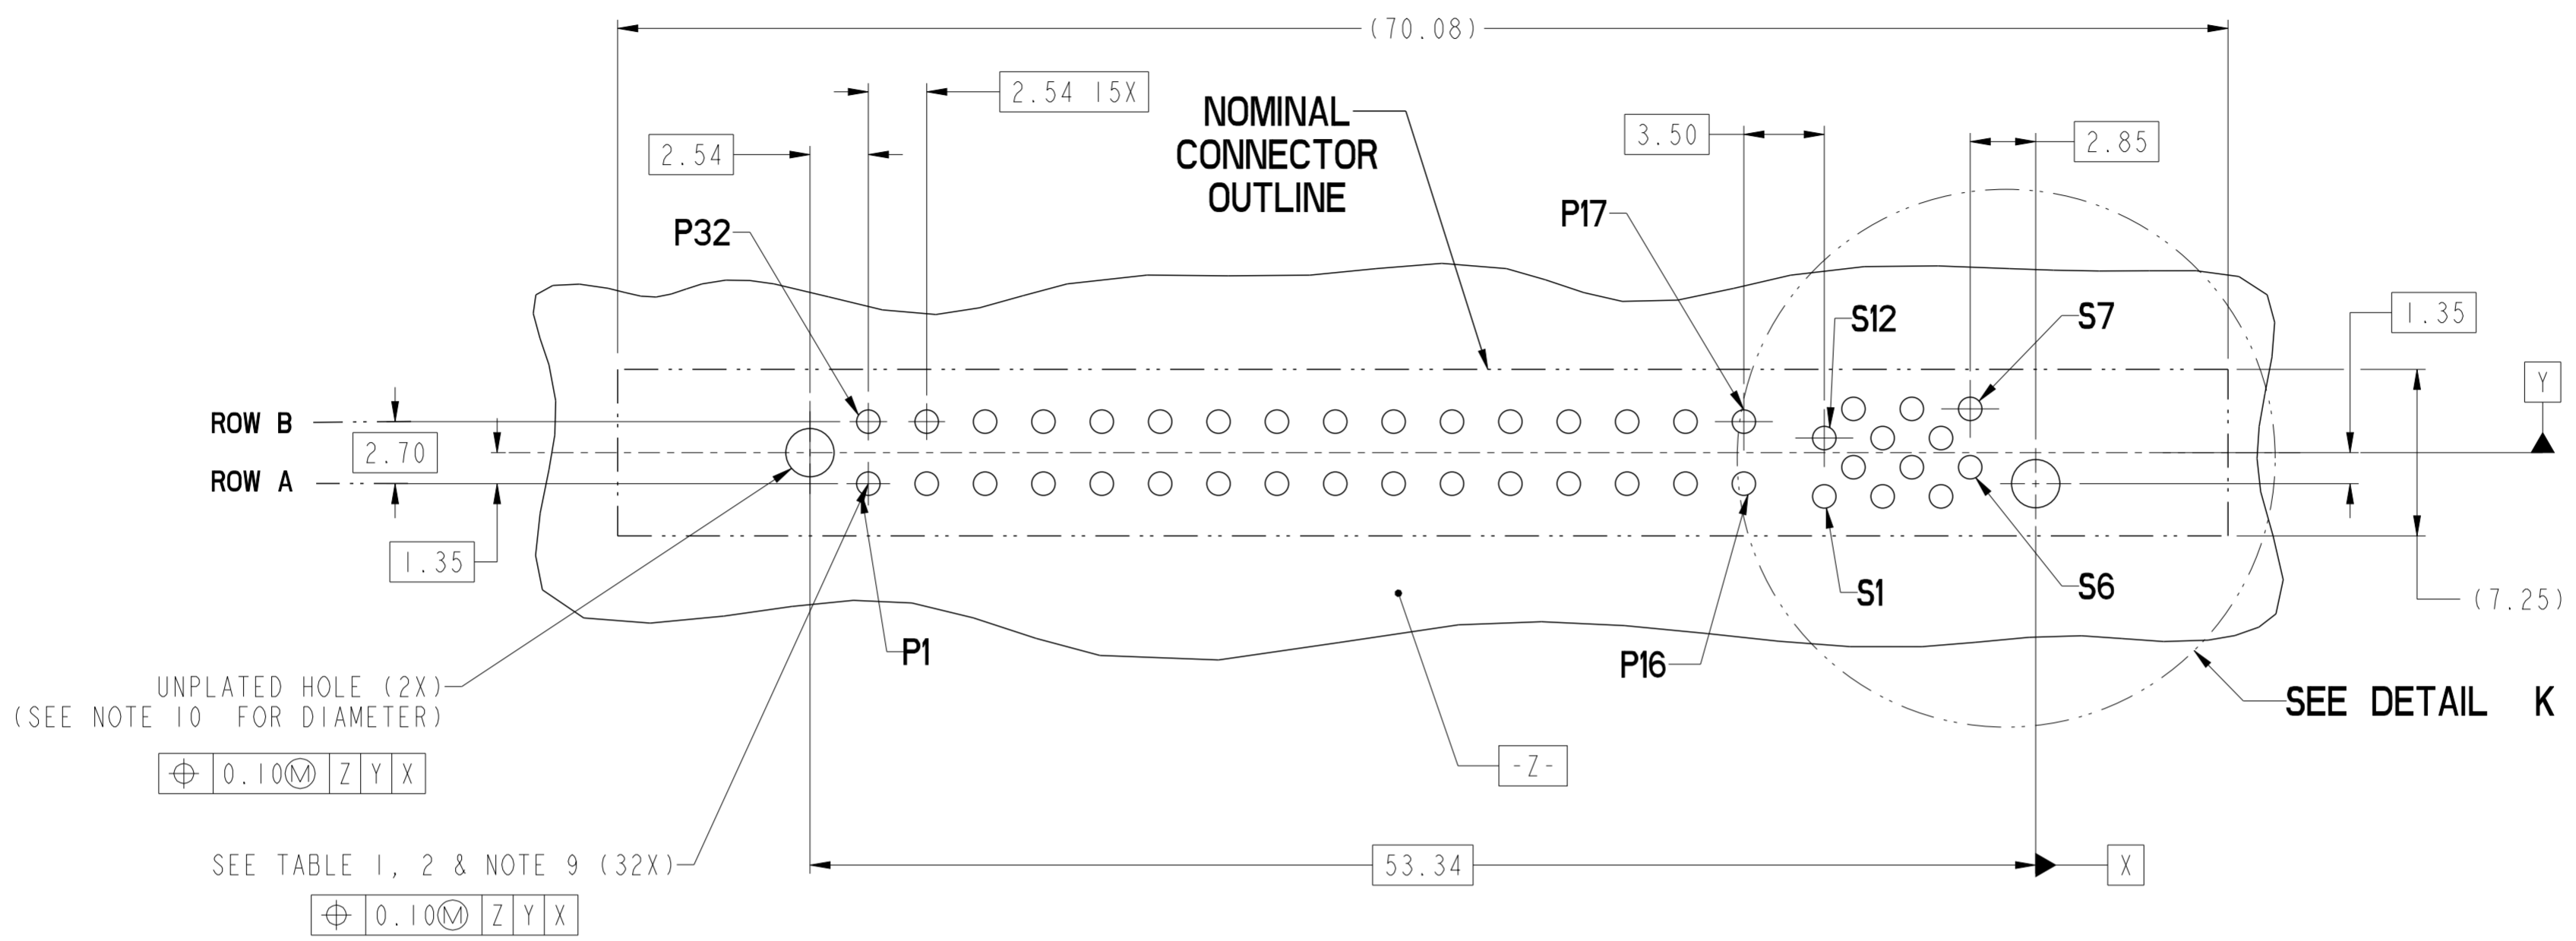 (70.08)
2.54 15X
2.54
NOMINAL
CONNECTOR
OUTLINE
3.50
2.85
P32
P17
S12
S7
1.35
Y
ROW B
2.70
ROW A
1.35
S1
S6
(7.25)
P1
P16
UNPLATED HOLE (2X)
(SEE NOTE 10 FOR DIAMETER)
⌖ 0.10Ⓜ Z Y X
SEE DETAIL K
-Z-
SEE TABLE 1, 2 & NOTE 9 (32X)
⌖ 0.10Ⓜ Z Y X
53.34
X